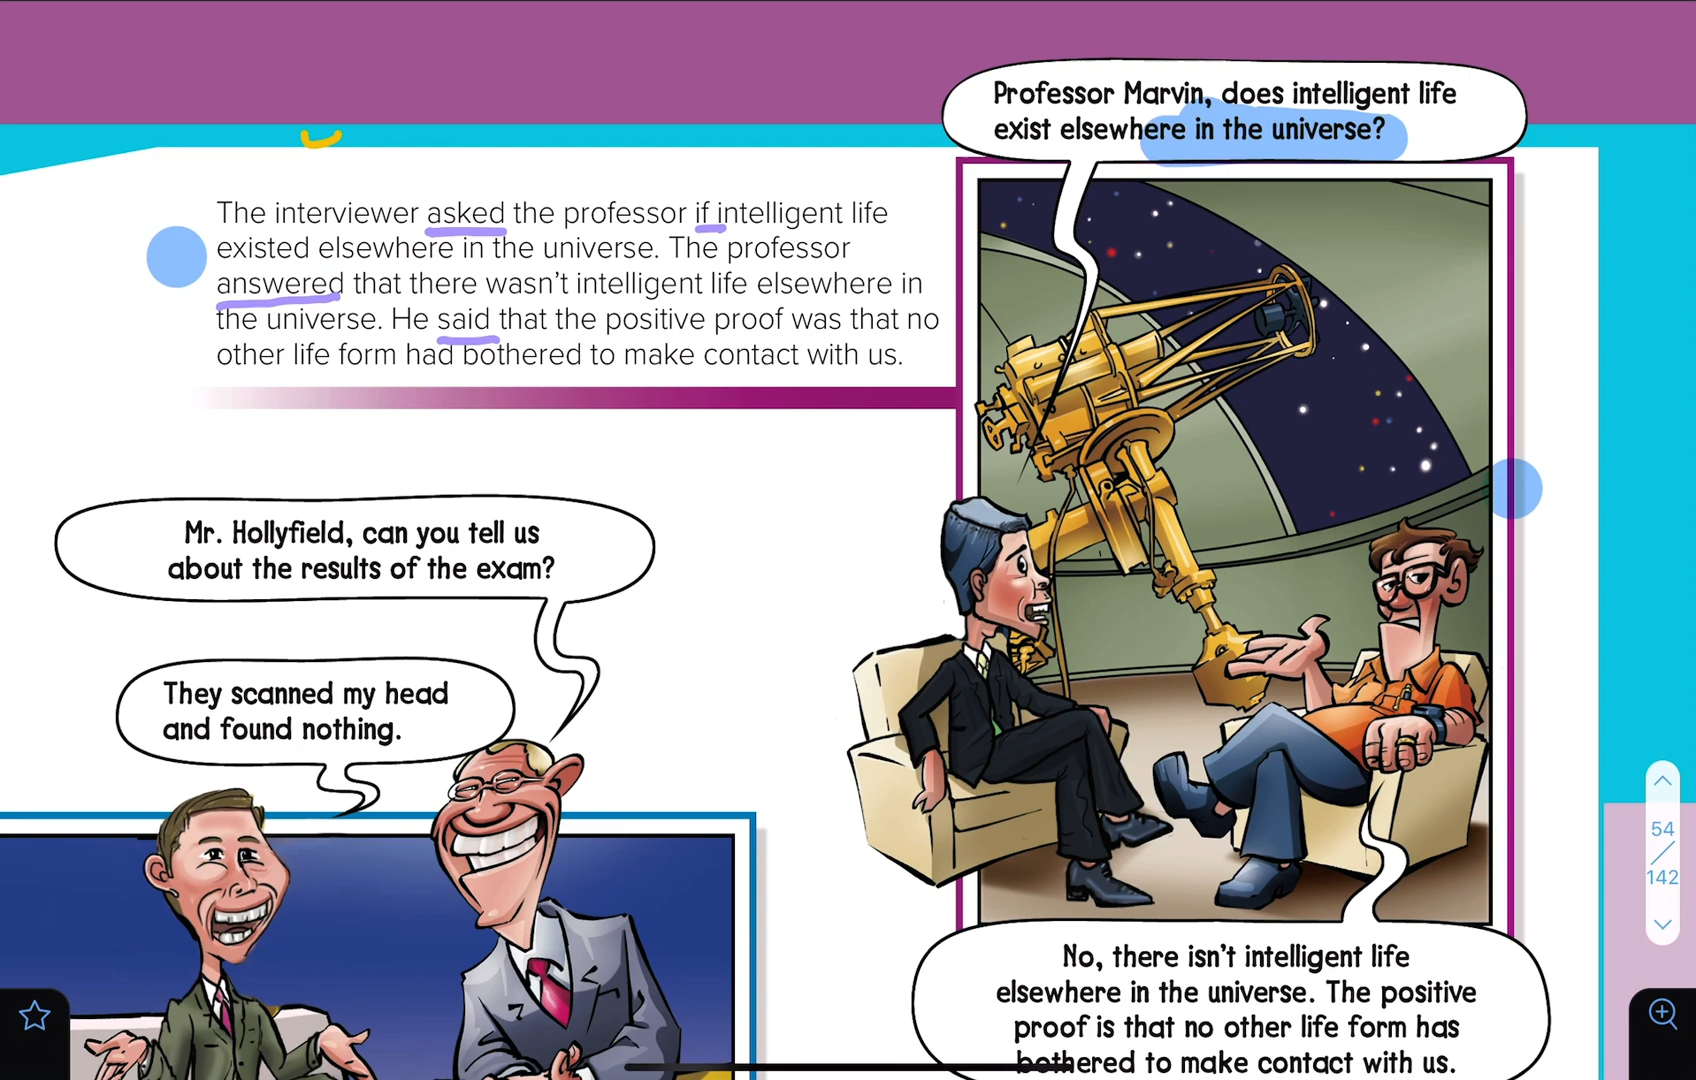 Professor Marvin, does intelligent life
exist elsewhere in the universe?
The interviewer asked the professor if intelligent life
existed elsewhere in the universe. The professor
answered that there wasn't intelligent life elsewhere in
the universe. He said that the positive proof was that no
other life form had bothered to make contact with us.
Mr. Hollyfield, can you tell us
about the results of the exam?
They scanned my head
and found nothing.
No, there isn't intelligent life
elsewhere in the universe. The positive
proof is that no other life form has
bothered to make contact with us.
54
142